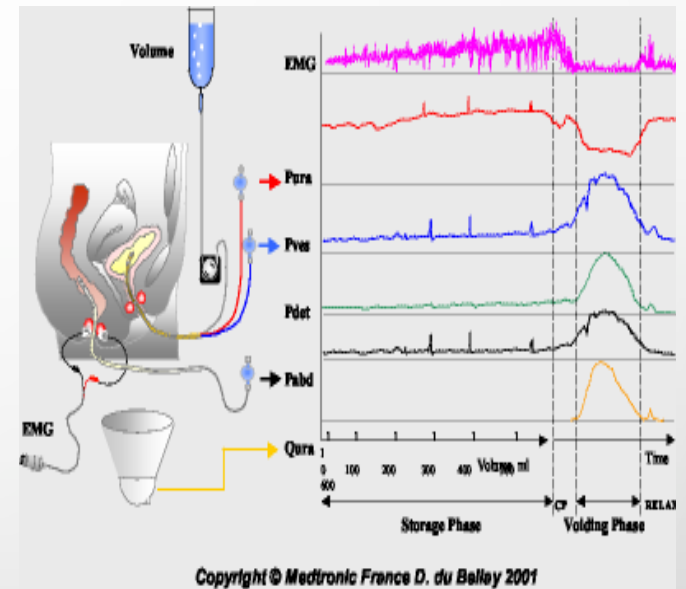 Volume
EMG
Pura
Pves
Pdet
Pabd
EMG
Qura
0 100 200 300 400
Volume, ml
Time
600
Storage Phase
CP
Voiding Phase
RELAX
Copyright © Medtronic France D. du Bellay 2001